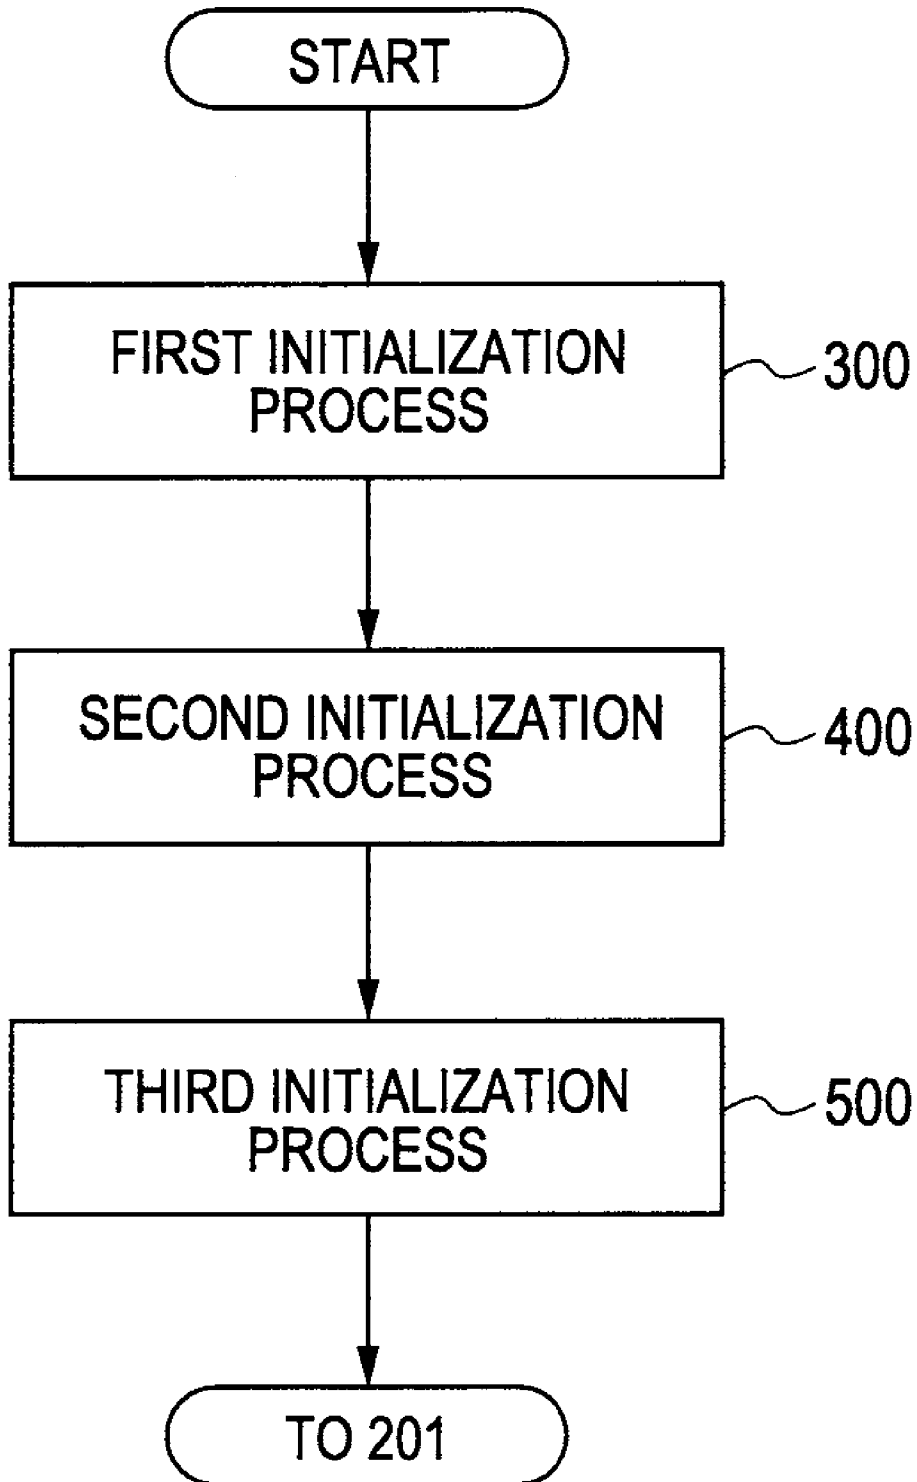 START
FIRST INITIALIZATION
PROCESS
300
SECOND INITIALIZATION
PROCESS
400
THIRD INITIALIZATION
PROCESS
500
TO 201